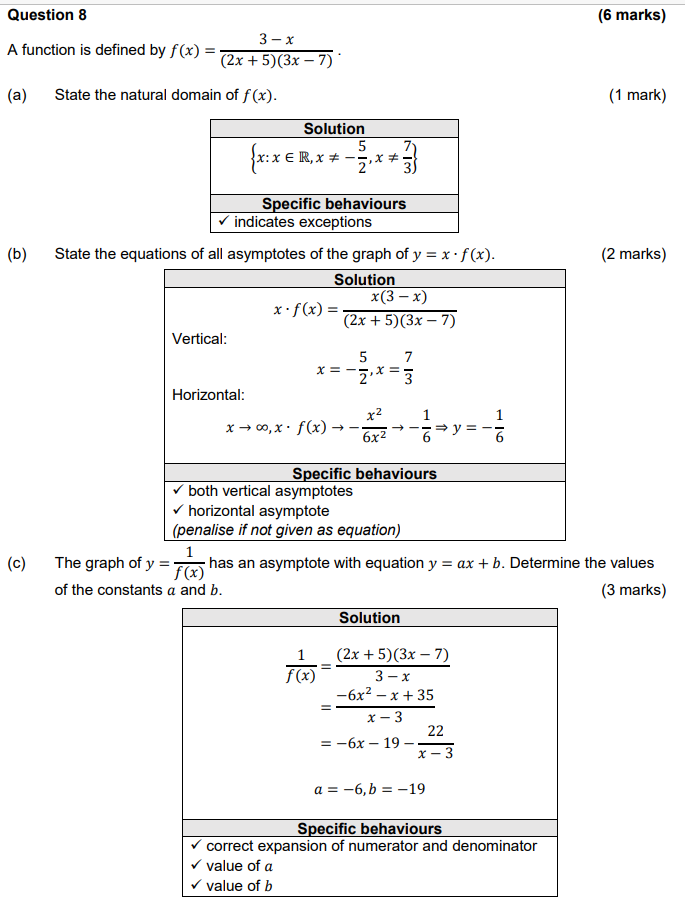 Question 8 (6 marks)
A function is defined by f(x) = (3 − x)/((2x + 5)(3x − 7)) .
(a) State the natural domain of f(x). (1 mark)
Solution
{x: x ∈ ℝ, x ≠ −5/2, x ≠ 7/3}
Specific behaviours
✓ indicates exceptions
(b) State the equations of all asymptotes of the graph of y = x · f(x). (2 marks)
Solution
x · f(x) = x(3 − x)/((2x + 5)(3x − 7))
Vertical:
x = −5/2, x = 7/3
Horizontal:
x → ∞, x · f(x) → −x²/6x² → −1/6 ⇒ y = −1/6
Specific behaviours
✓ both vertical asymptotes
✓ horizontal asymptote
(penalise if not given as equation)
(c) The graph of y = 1/f(x) has an asymptote with equation y = ax + b. Determine the values
of the constants a and b. (3 marks)
Solution
1/f(x) = (2x + 5)(3x − 7)/(3 − x)
= (−6x² − x + 35)/(x − 3)
= −6x − 19 − 22/(x − 3)
a = −6, b = −19
Specific behaviours
✓ correct expansion of numerator and denominator
✓ value of a
✓ value of b